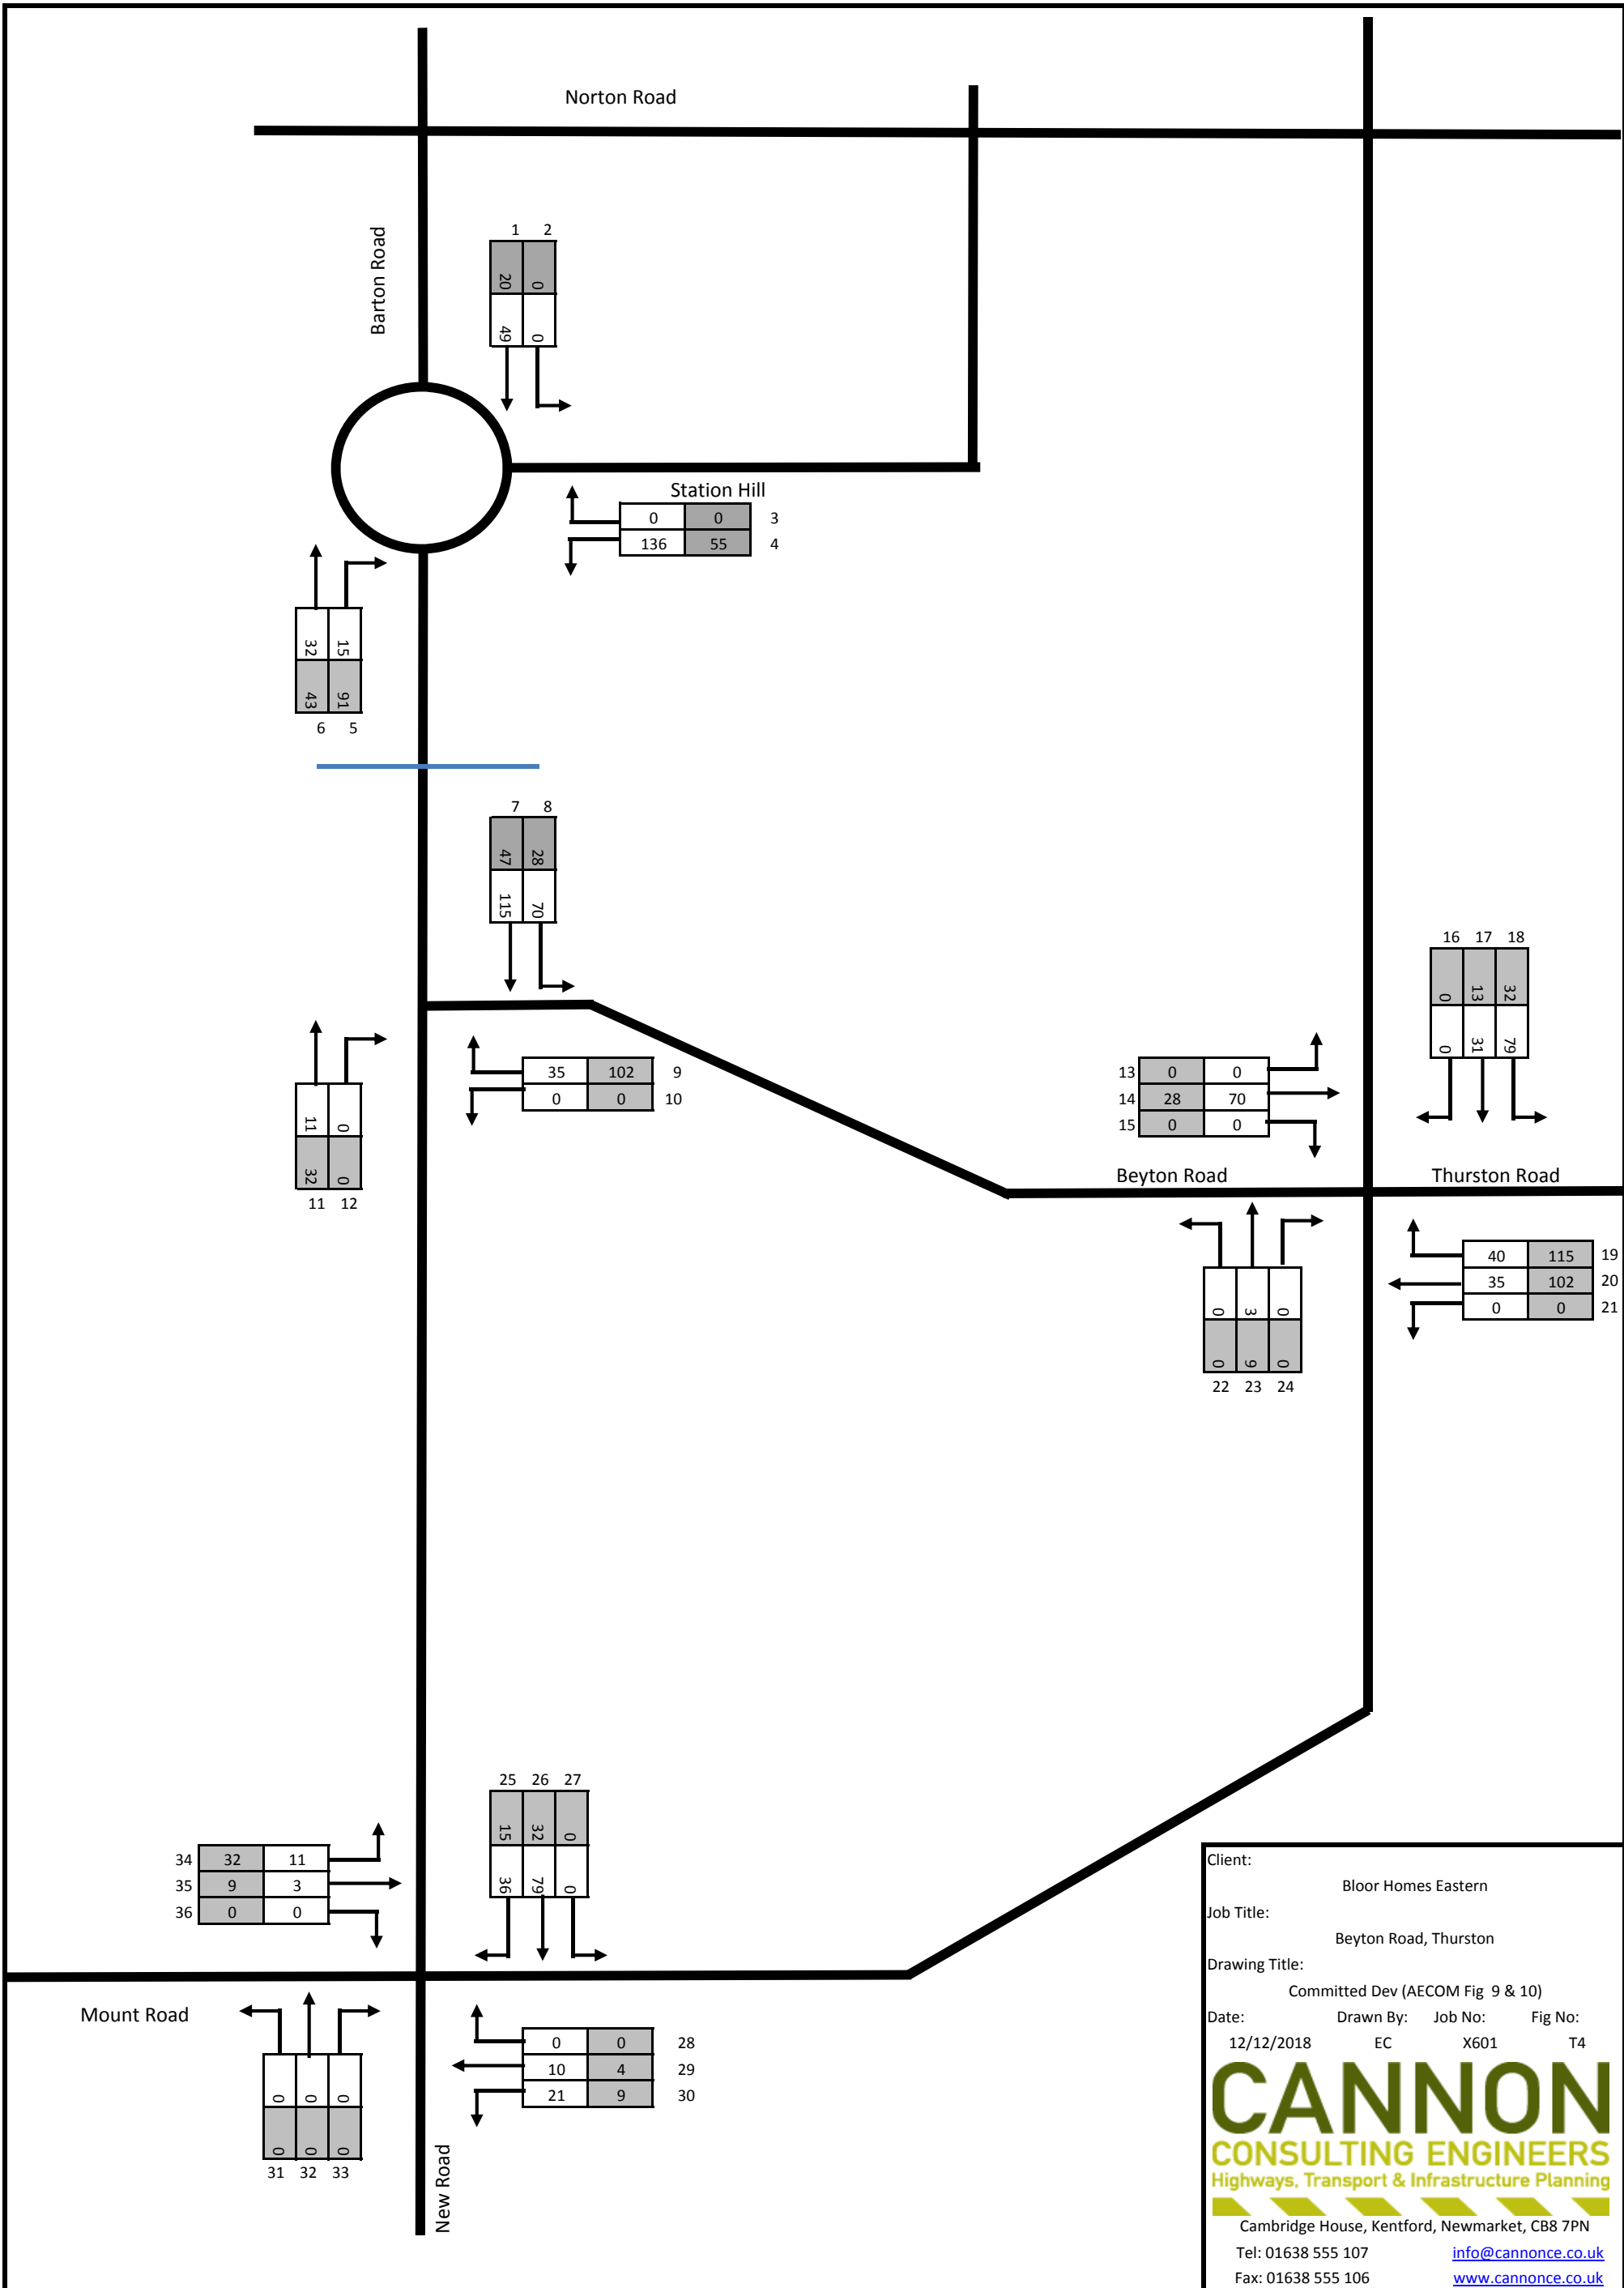 Norton Road
Barton Road
1 2
20 0
49 0
Station Hill
0 0 3
136 55 4
32 15
43 91
6 5
7 8
47 28
115 70
16 17 18
0 13 32
0 31 79
11 0
32 0
11 12
35 102 9
0 0 10
13 0 0
14 28 70
15 0 0
Beyton Road
Thurston Road
40 115 19
35 102 20
0 0 21
0 3 0
0 9 0
22 23 24
25 26 27
15 32 0
36 79 0
34 32 11
35 9 3
36 0 0
Mount Road
0 0 0
0 0 0
31 32 33
0 0 28
10 4 29
21 9 30
New Road
Client:
Bloor Homes Eastern
Job Title:
Beyton Road, Thurston
Drawing Title:
Committed Dev (AECOM Fig 9 & 10)
Date: Drawn By: Job No: Fig No:
12/12/2018 EC X601 T4
CANNON
CONSULTING ENGINEERS
Highways, Transport & Infrastructure Planning
Cambridge House, Kentford, Newmarket, CB8 7PN
Tel: 01638 555 107 info@cannonce.co.uk
Fax: 01638 555 106 www.cannonce.co.uk